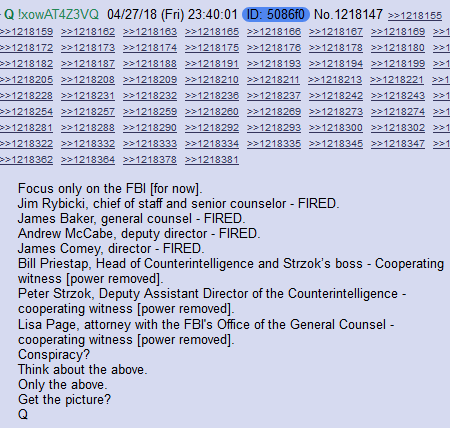 Q !xowAT4Z3VQ 04/27/18 (Fri) 23:40:01 ID: 5086f0 No.1218147 >>1218155
>>1218159 >>1218162 >>1218163 >>1218165 >>1218166 >>1218167 >>1218169
>>1218172 >>1218173 >>1218174 >>1218175 >>1218176 >>1218178 >>1218180
>>1218182 >>1218187 >>1218188 >>1218191 >>1218193 >>1218194 >>1218199
>>1218205 >>1218208 >>1218209 >>1218210 >>1218211 >>1218213 >>1218221
>>1218228 >>1218231 >>1218232 >>1218236 >>1218237 >>1218242 >>1218243
>>1218254 >>1218257 >>1218259 >>1218260 >>1218269 >>1218273 >>1218274
>>1218281 >>1218288 >>1218290 >>1218292 >>1218293 >>1218300 >>1218302
>>1218322 >>1218332 >>1218333 >>1218334 >>1218335 >>1218345 >>1218347
>>1218362 >>1218364 >>1218378 >>1218381
Focus only on the FBI [for now].
Jim Rybicki, chief of staff and senior counselor - FIRED.
James Baker, general counsel - FIRED.
Andrew McCabe, deputy director - FIRED.
James Comey, director - FIRED.
Bill Priestap, Head of Counterintelligence and Strzok's boss - Cooperating
witness [power removed].
Peter Strzok, Deputy Assistant Director of the Counterintelligence -
cooperating witness [power removed].
Lisa Page, attorney with the FBI's Office of the General Counsel -
cooperating witness [power removed].
Conspiracy?
Think about the above.
Only the above.
Get the picture?
Q